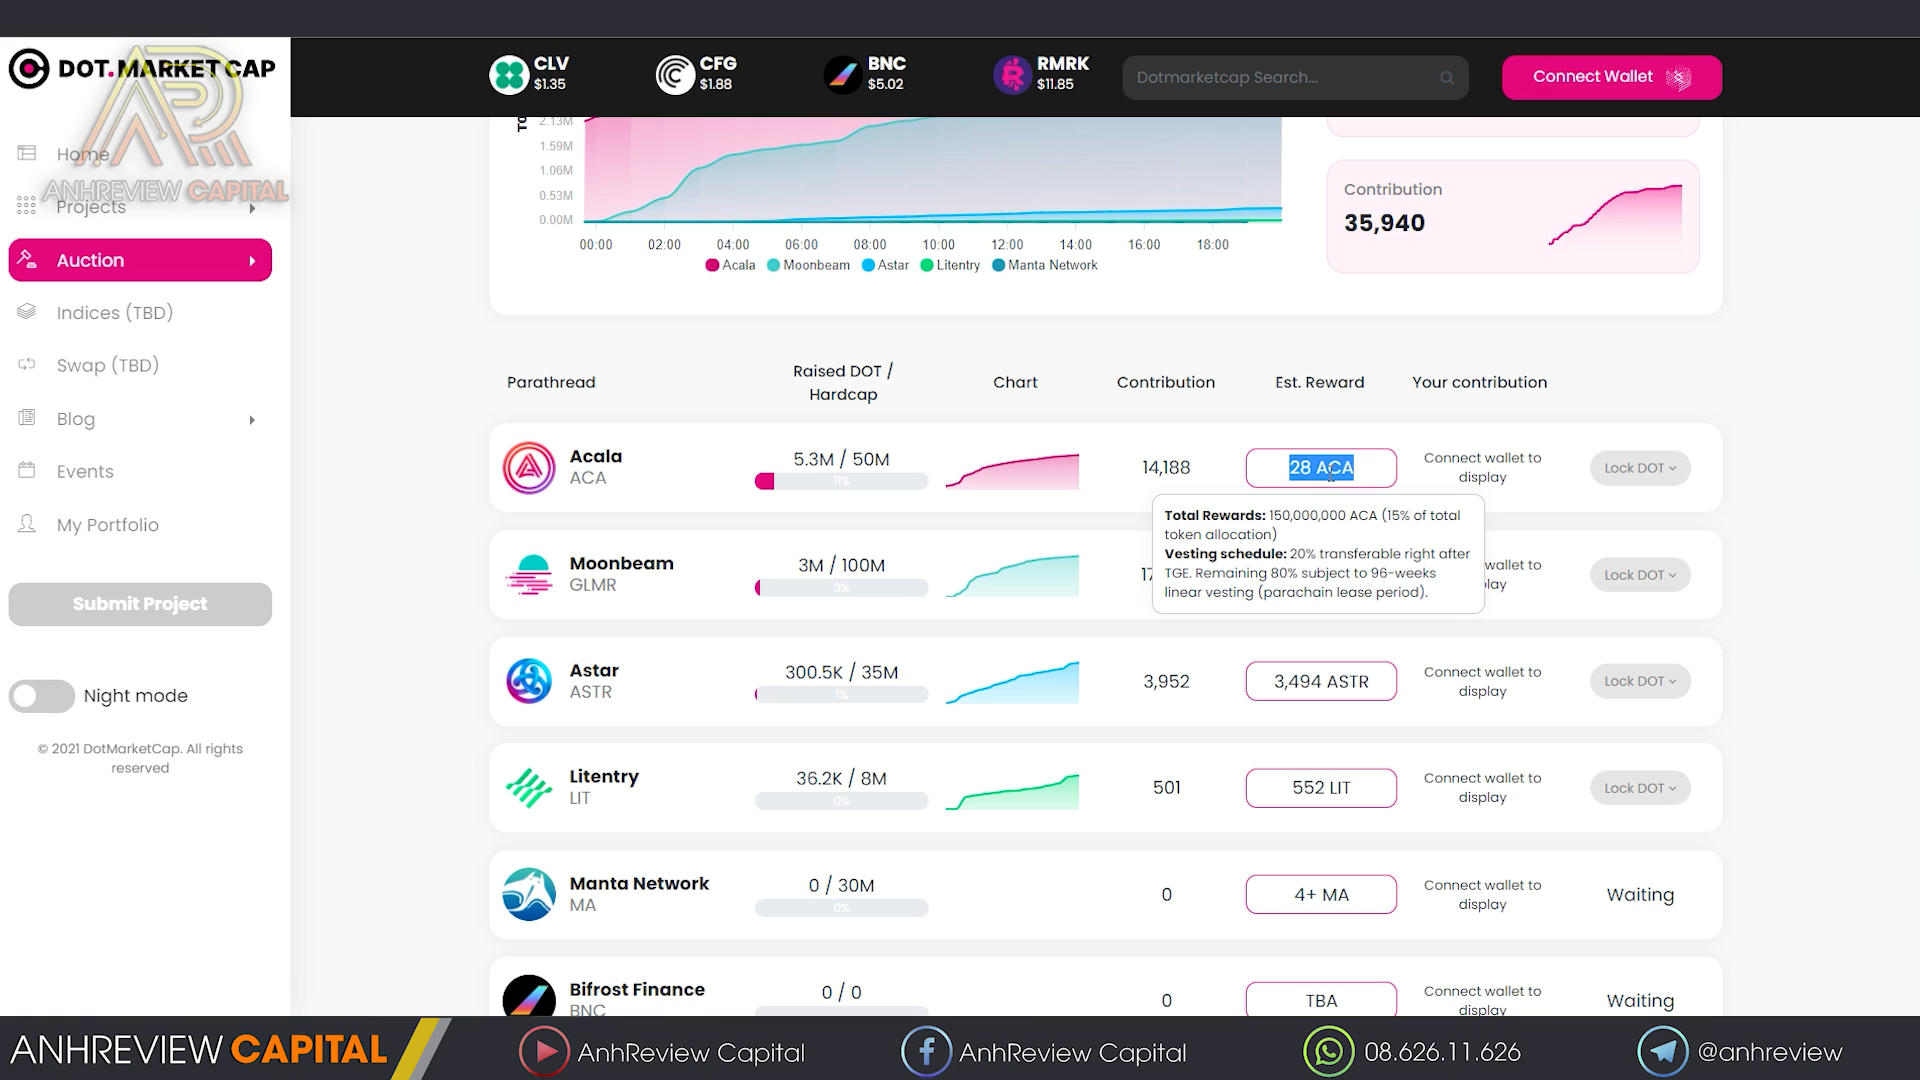 DOT.MARKET CAP
ANHREVIEW CAPITAL
Home
Projects
Auction
Indices (TBD)
Swap (TBD)
Blog
Events
My Portfolio
Submit Project
Night mode
© 2021 DotMarketCap. All rights
reserved
CLV
$1.35
CFG
$1.88
BNC
$5.02
RMRK
$11.85
Dotmarketcap Search...
Connect Wallet
2.13M
1.59M
1.06M
0.53M
0.00M
00:00 02:00 04:00 06:00 08:00 10:00 12:00 14:00 16:00 18:00
Acala Moonbeam Astar Litentry Manta Network
Contribution
35,940
Parathread
Raised DOT /
Hardcap
Chart
Contribution
Est. Reward
Your contribution
Acala
ACA
5.3M / 50M
11%
14,188
28 ACA
Connect wallet to
display
Lock DOT
Total Rewards: 150,000,000 ACA (15% of total
token allocation)
Vesting schedule: 20% transferable right after
TGE. Remaining 80% subject to 96-weeks
linear vesting (parachain lease period).
Moonbeam
GLMR
3M / 100M
3%
Lock DOT
Astar
ASTR
300.5K / 35M
1%
3,952
3,494 ASTR
Connect wallet to
display
Lock DOT
Litentry
LIT
36.2K / 8M
0%
501
552 LIT
Connect wallet to
display
Lock DOT
Manta Network
MA
0 / 30M
0%
0
4+ MA
Connect wallet to
display
Waiting
Bifrost Finance
BNC
0 / 0
0
TBA
Connect wallet to
display
Waiting
ANHREVIEW CAPITAL
AnhReview Capital
AnhReview Capital
08.626.11.626
@anhreview